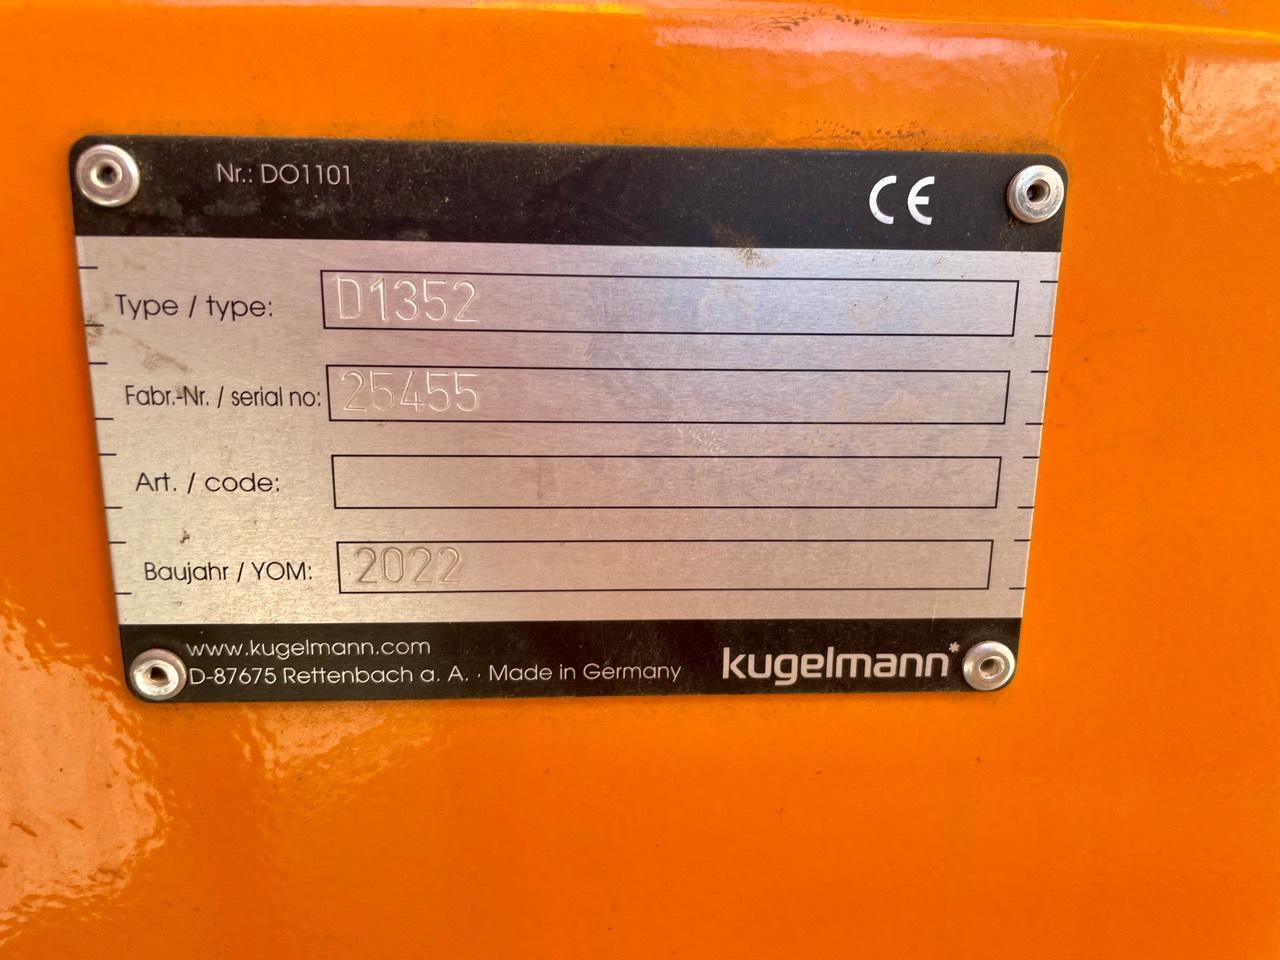 Nr.: DO1101
CE
Type / type: D1352
Fabr.-Nr. / serial no: 25455
Art. / code:
Baujahr / YOM: 2022
www.kugelmann.com
D-87675 Rettenbach a. A. · Made in Germany
kugelmann*